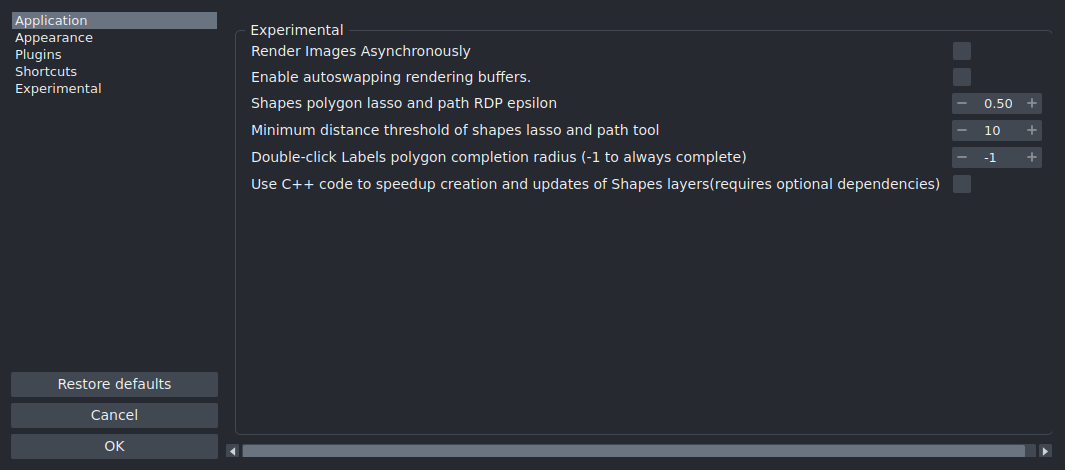 Application
Appearance
Plugins
Shortcuts
Experimental
Experimental
Render Images Asynchronously
Enable autoswapping rendering buffers.
Shapes polygon lasso and path RDP epsilon
− 0.50 +
Minimum distance threshold of shapes lasso and path tool
− 10 +
Double-click Labels polygon completion radius (-1 to always complete)
− -1 +
Use C++ code to speedup creation and updates of Shapes layers(requires optional dependencies)
Restore defaults
Cancel
OK